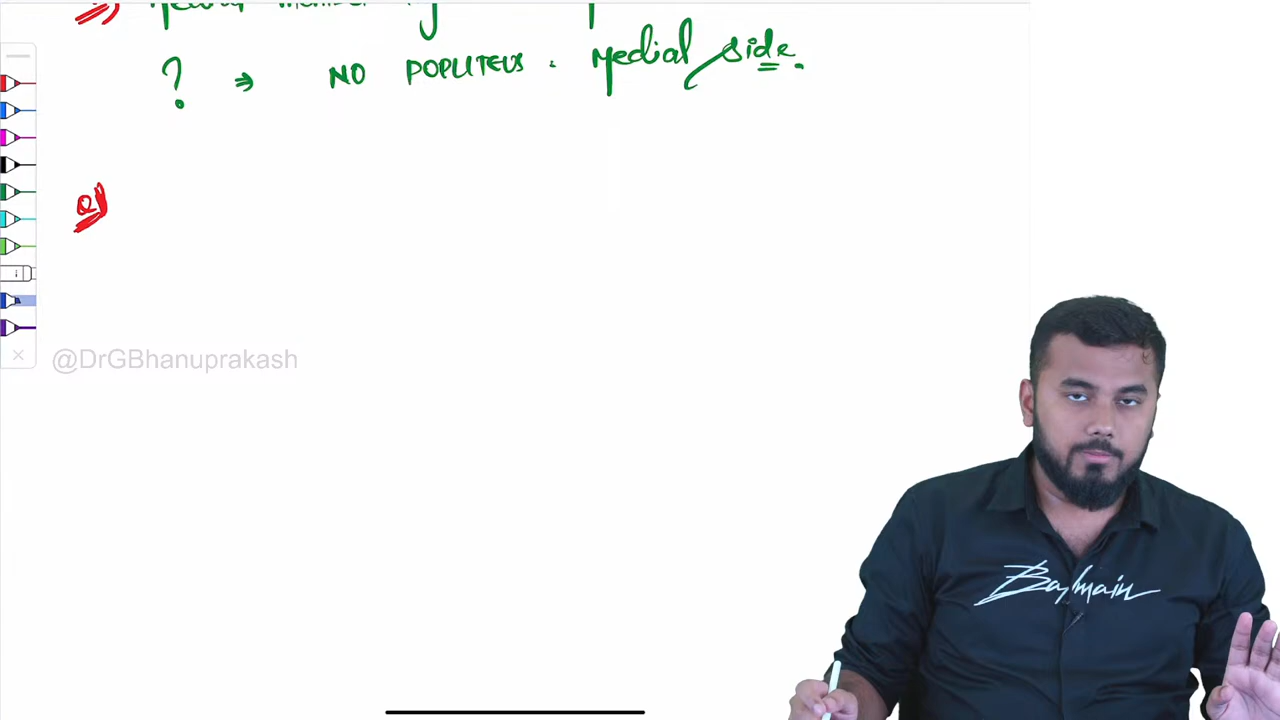 ? ⇒ NO POPLITEUS . Medial side.
Q)
@DrGBhanuprakash
Balmain